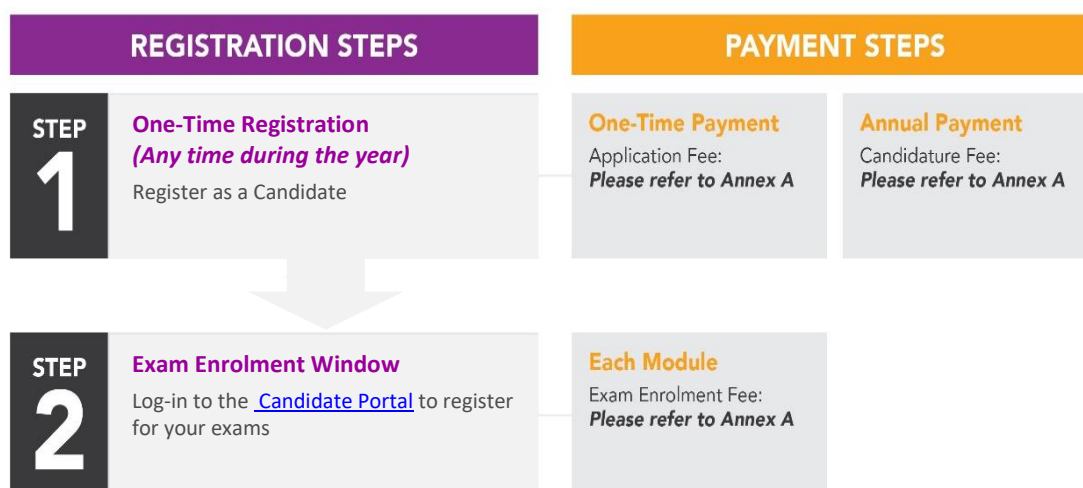 REGISTRATION STEPS
PAYMENT STEPS
STEP
1
One-Time Registration
(Any time during the year)
Register as a Candidate
One-Time Payment
Application Fee:
Please refer to Annex A
Annual Payment
Candidature Fee:
Please refer to Annex A
STEP
2
Exam Enrolment Window
Log-in to the Candidate Portal to register
for your exams
Each Module
Exam Enrolment Fee:
Please refer to Annex A